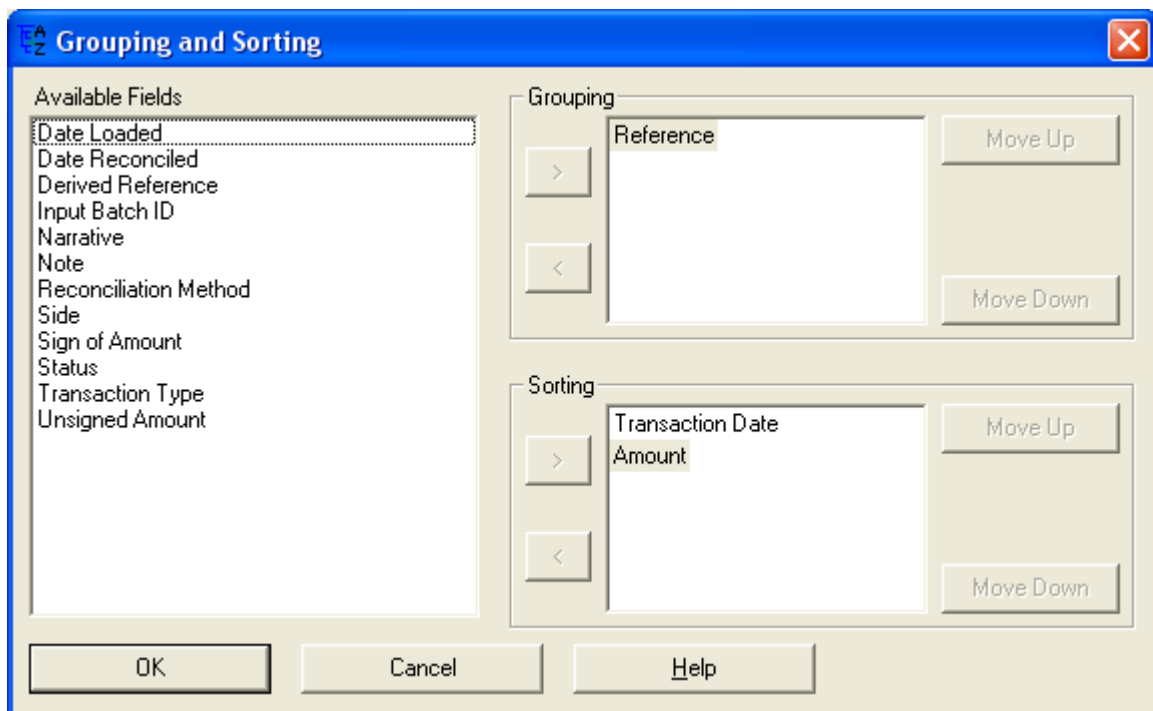 Grouping and Sorting
Available Fields
Date Loaded
Date Reconciled
Derived Reference
Input Batch ID
Narrative
Note
Reconciliation Method
Side
Sign of Amount
Status
Transaction Type
Unsigned Amount
Grouping
>
<
Reference
Move Up
Move Down
Sorting
>
<
Transaction Date
Amount
Move Up
Move Down
OK
Cancel
Help